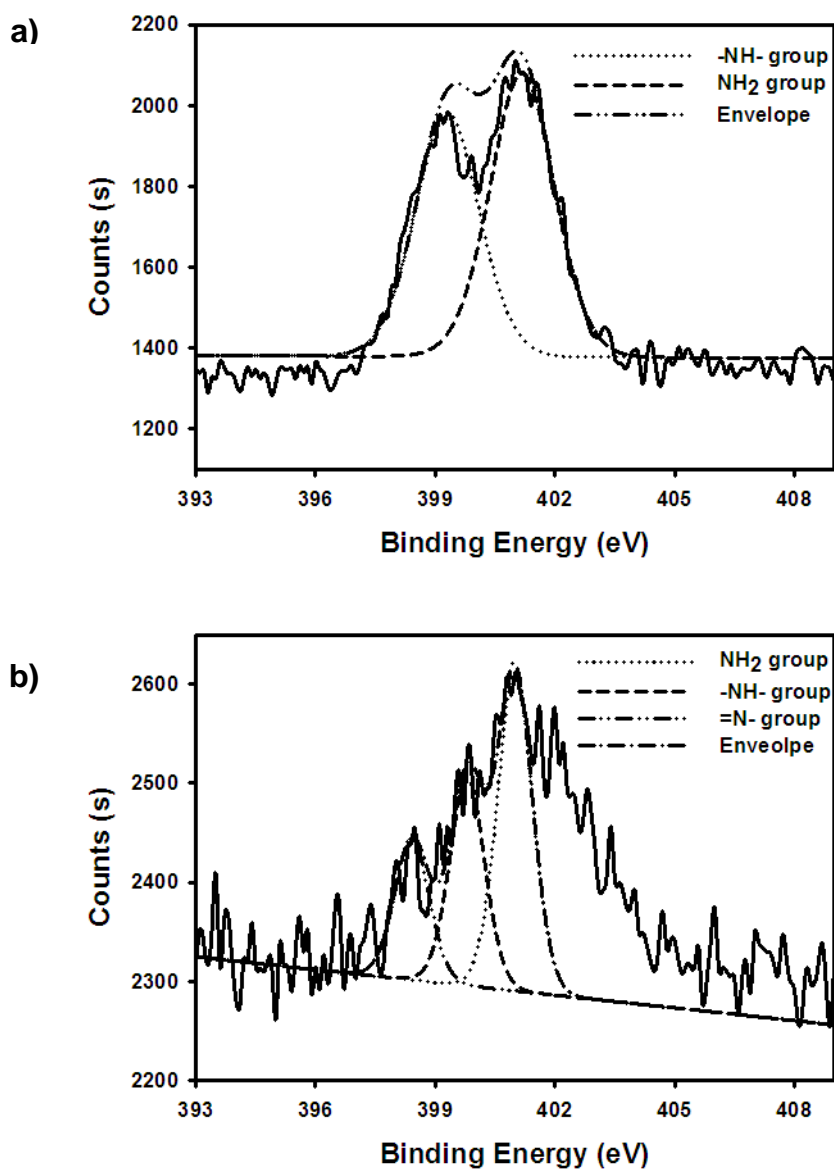 a)
2200
2000
1800
1600
1400
1200
Counts (s)
-NH- group
NH2 group
Envelope
393 396 399 402 405 408
Binding Energy (eV)
b)
2600
2500
2400
2300
2200
Counts (s)
NH2 group
-NH- group
=N- group
Enveolpe
393 396 399 402 405 408
Binding Energy (eV)